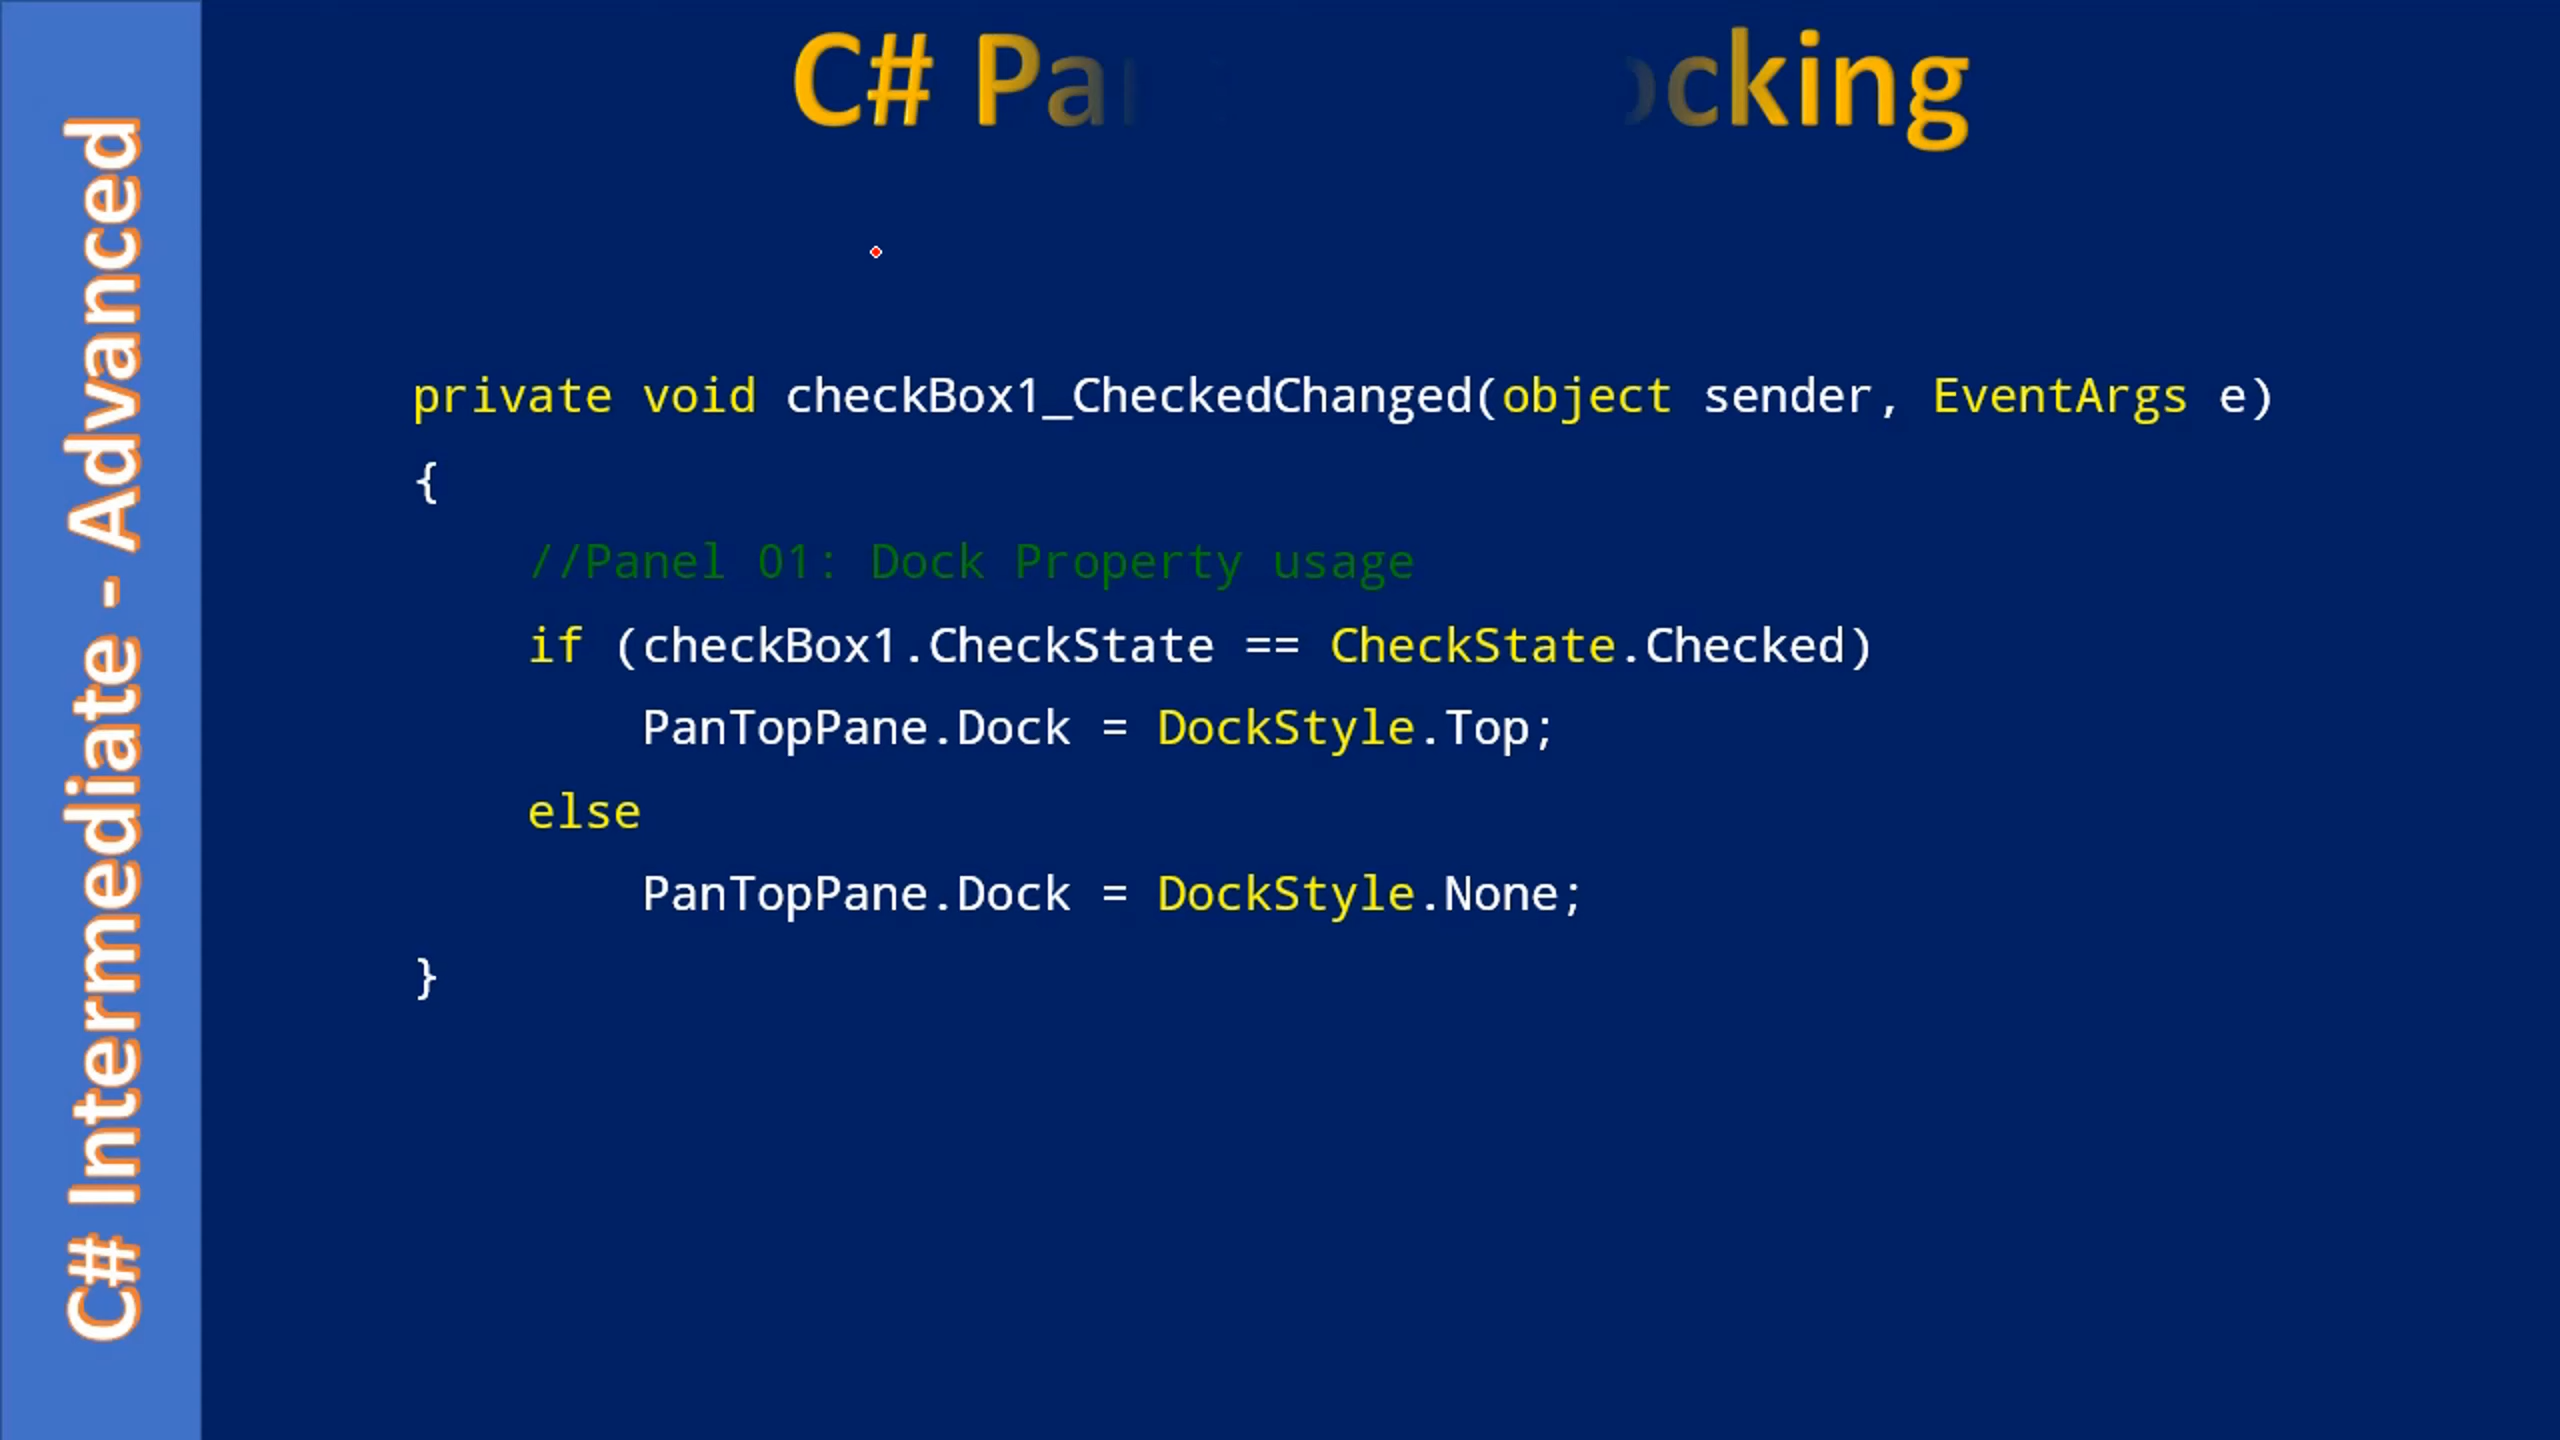 C# Pa ocking
C# Intermediate - Advanced
private void checkBox1_CheckedChanged(object sender, EventArgs e)
{
//Panel 01: Dock Property usage
if (checkBox1.CheckState == CheckState.Checked)
PanTopPane.Dock = DockStyle.Top;
else
PanTopPane.Dock = DockStyle.None;
}